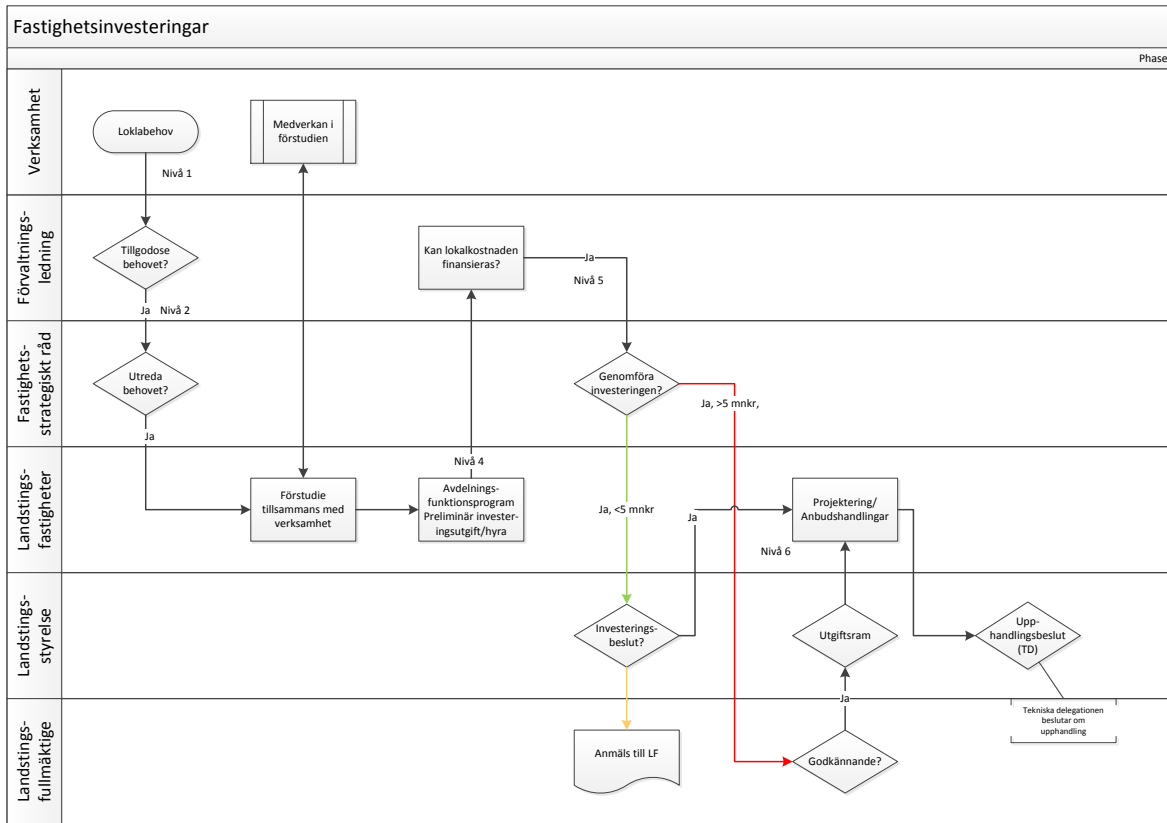 Fastighetsinvesteringar
Phase
Verksamhet
Loklabehov
Nivå 1
Medverkan i
förstudien
Förvaltnings-
ledning
Tillgodose
behovet?
Ja
Nivå 2
Kan lokalkostnaden
finansieras?
Ja
Nivå 5
Fastighets-
strategiskt råd
Utreda
behovet?
Ja
Genomföra
investeringen?
Ja, >5 mnkr,
Landstings-
fastigheter
Förstudie
tillsammans med
verksamhet
Nivå 4
Avdelnings-
funktionsprogram
Preliminär invester-
ingsutgift/hyra
Ja, <5 mnkr
Ja
Projektering/
Anbudshandlingar
Nivå 6
Landstings-
styrelse
Investerings-
beslut?
Utgiftsram
Upp-
handlingsbeslut
(TD)
Landstings-
fullmäktige
Anmäls till LF
Ja
Godkännande?
Tekniska delegationen
beslutar om
upphandling